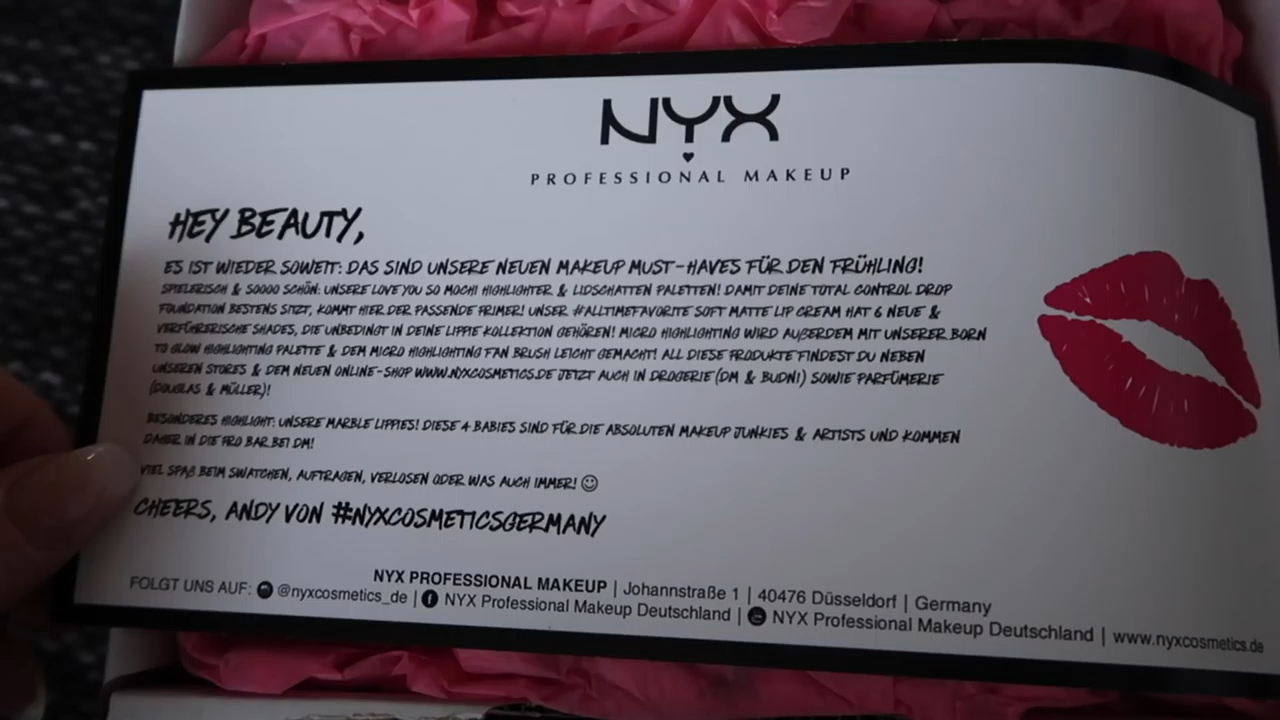 NYX
PROFESSIONAL MAKEUP
HEY BEAUTY,
ES IST WIEDER SOWEIT: DAS SIND UNSERE NEUEN MAKEUP MUST-HAVES FÜR DEN FRÜHLING!
SPIELERISCH & SOOOO SCHÖN: UNSERE LOVE YOU SO MOCHI HIGHLIGHTER & LIDSCHATTEN PALETTEN! DAMIT DEINE TOTAL CONTROL DROP
FOUNDATION BESTENS SITZT, KOMMT HIER DER PASSENDE PRIMER! UNSER #ALLTIMEFAVORITE SOFT MATTE LIP CREAM HAT 6 NEUE &
VERFÜHRERISCHE SHADES, DIE UNBEDINGT IN DEINE LIPPIE KOLLEKTION GEHÖREN! MICRO HIGHLIGHTING WIRD AUßERDEM MIT UNSERER BORN
TO GLOW HIGHLIGHTING PALETTE & DEM MICRO HIGHLIGHTING FAN BRUSH LEICHT GEMACHT! ALL DIESE PRODUKTE FINDEST DU NEBEN
UNSEREN STORES & DEM NEUEN ONLINE-SHOP WWW.NYXCOSMETICS.DE JETZT AUCH IN DROGERIE (DM & BUDNI) SOWIE PARFÜMERIE
(DOUGLAS & MÜLLER)!
BESONDERES HIGHLIGHT: UNSERE MARBLE LIPPIES! DIESE 4 BABIES SIND FÜR DIE ABSOLUTEN MAKEUP JUNKIES & ARTISTS UND KOMMEN
DAHER IN DIE PRO BAR BEI DM!
VIEL SPAß BEIM SWATCHEN, AUFTRAGEN, VERLOSEN ODER WAS AUCH IMMER! ☺
CHEERS, ANDY VON #NYXCOSMETICSGERMANY
NYX PROFESSIONAL MAKEUP | Johannstraße 1 | 40476 Düsseldorf | Germany
FOLGT UNS AUF: @nyxcosmetics_de | NYX Professional Makeup Deutschland | NYX Professional Makeup Deutschland | www.nyxcosmetics.de